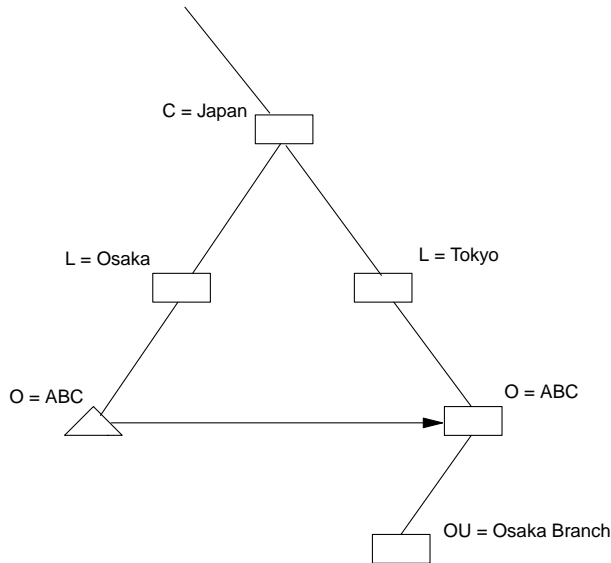 C = Japan
L = Osaka
L = Tokyo
O = ABC
O = ABC
OU = Osaka Branch